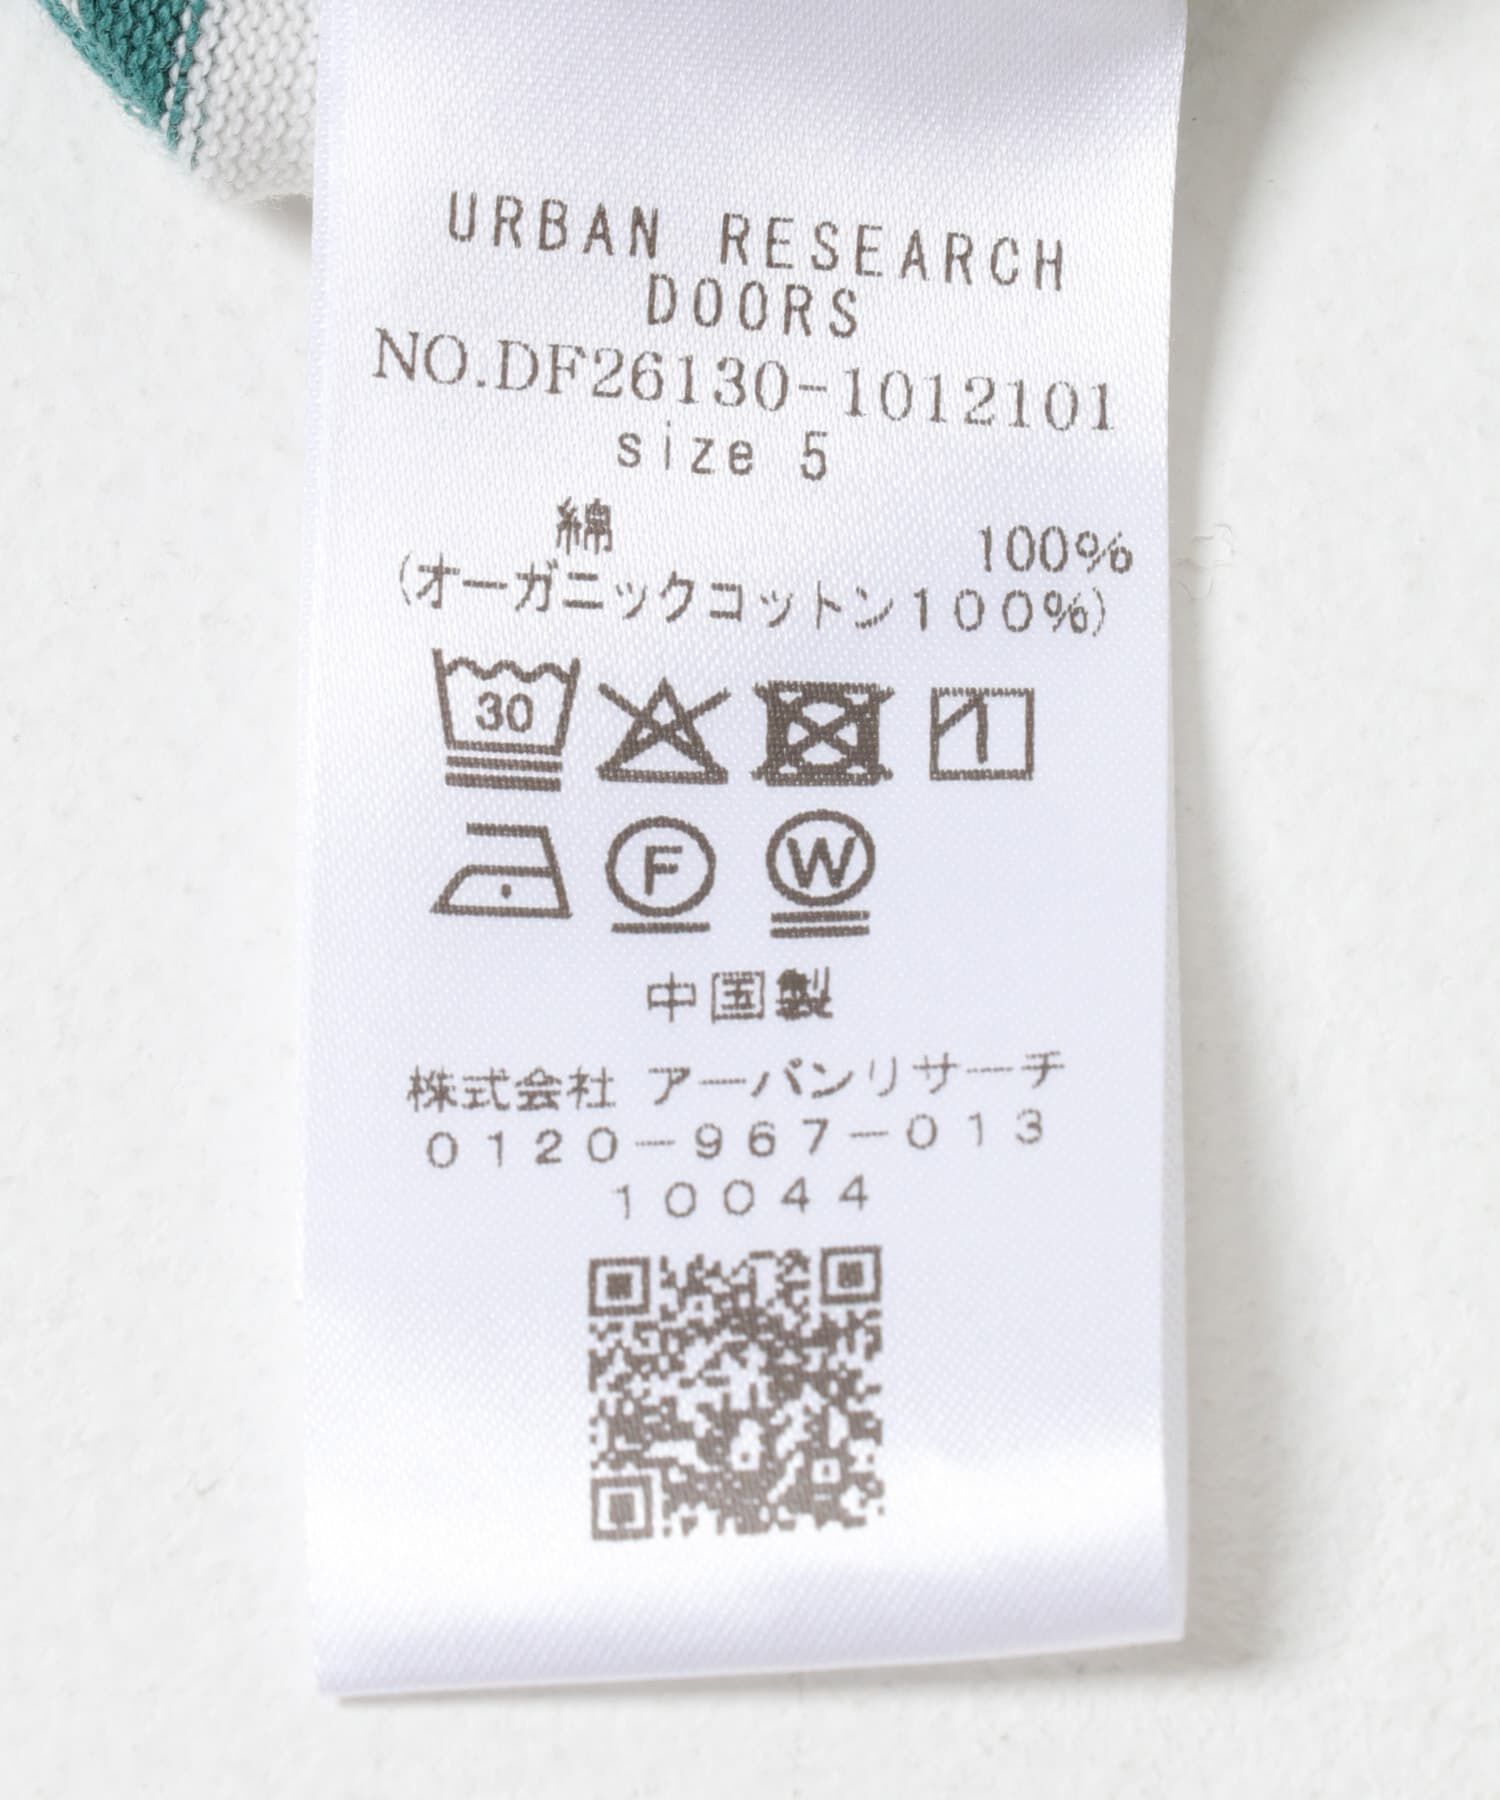 URBAN RESEARCH
DOORS
NO.DF26130-1012101
size 5
綿 100%
(オーガニックコットン100%)
30
F W
中国製
株式会社 アーバンリサーチ
0120-967-013
10044